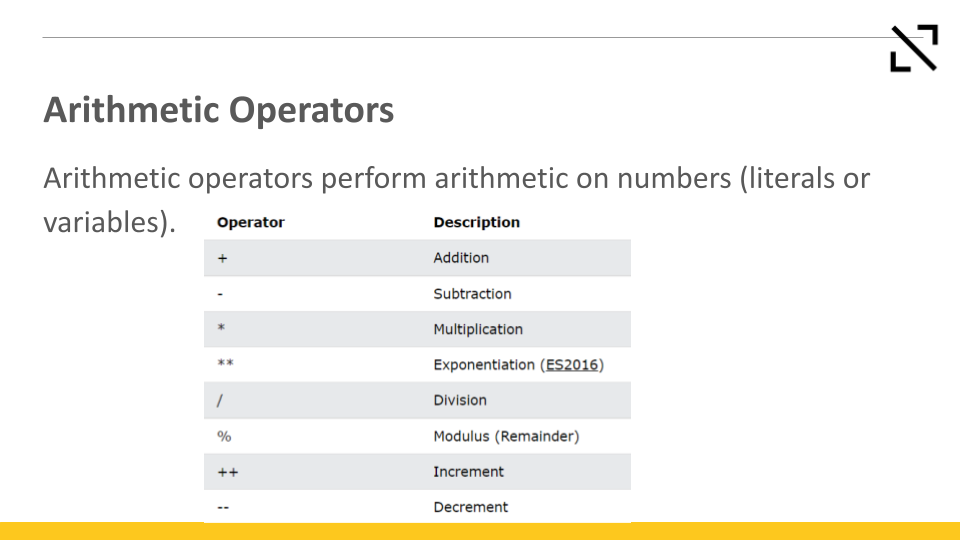 Arithmetic Operators
Arithmetic operators perform arithmetic on numbers (literals or
variables).
Operator Description
+ Addition
- Subtraction
* Multiplication
** Exponentiation (ES2016)
/ Division
% Modulus (Remainder)
++ Increment
-- Decrement